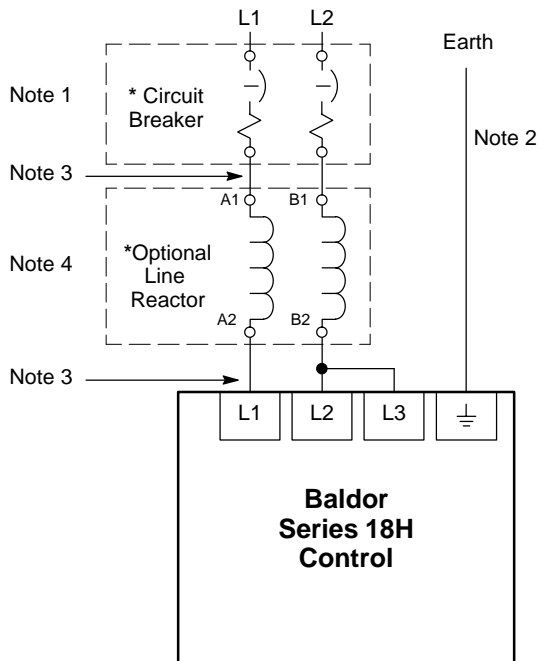 L1 L2
Earth
Note 1
* Circuit
Breaker
Note 2
Note 3
A1 B1
Note 4
*Optional
Line
Reactor
A2 B2
Note 3
L1 L2 L3
Baldor
Series 18H
Control